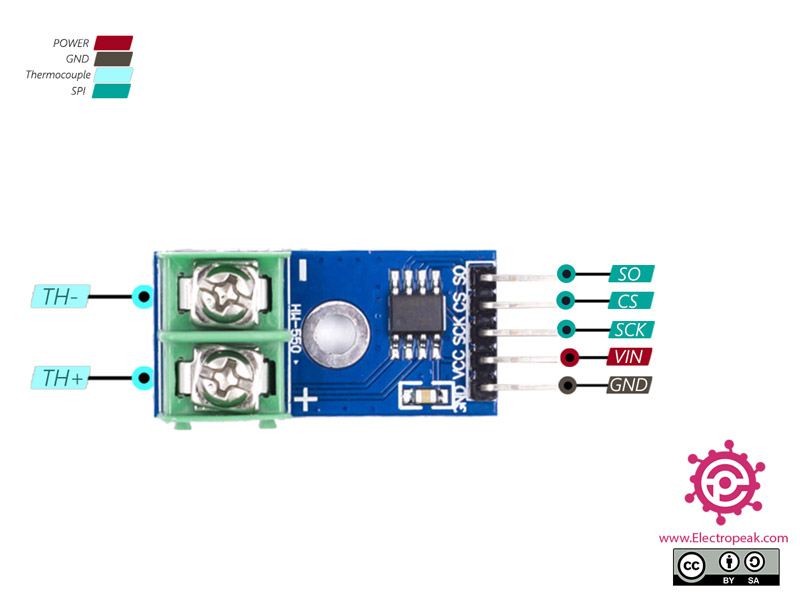 POWER
GND
Thermocouple
SPI
TH-
TH+
-
+
HW-550
SO
CS
SCK
VCC
GND
SO
CS
SCK
VIN
GND
www.Electropeak.com
cc
BY SA